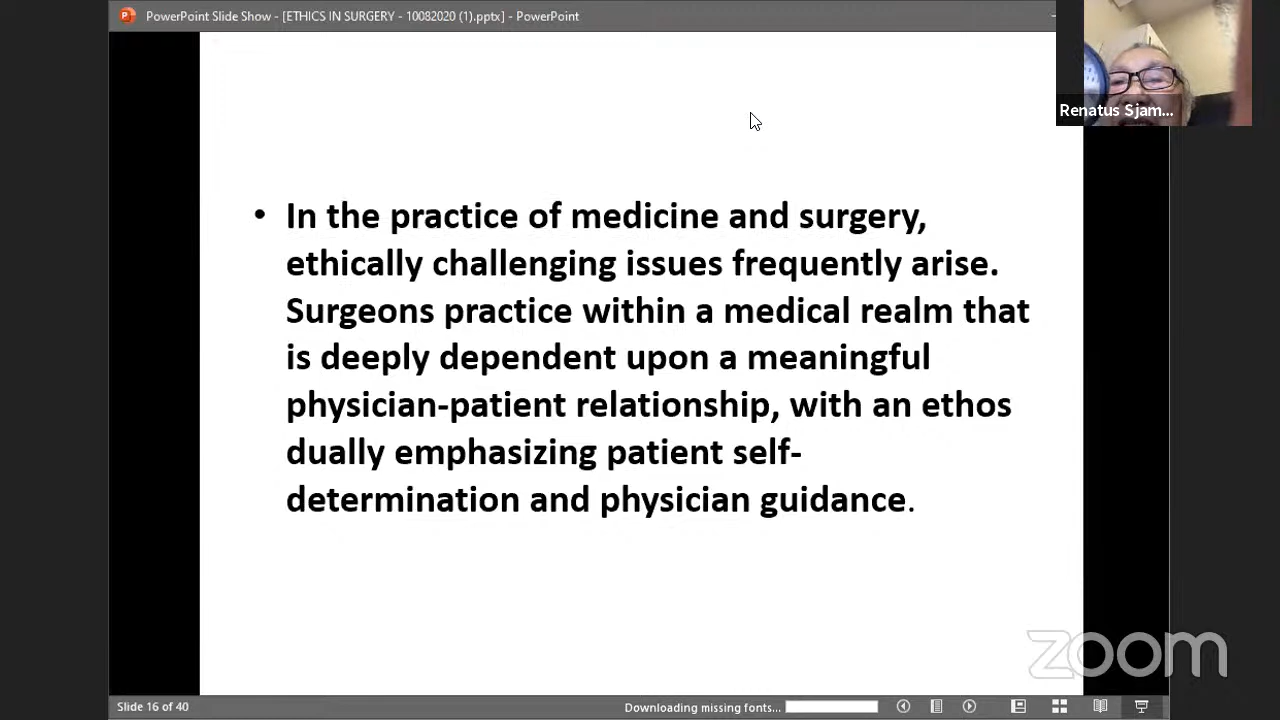 PowerPoint Slide Show - [ETHICS IN SURGERY - 10082020 (1).pptx] - PowerPoint
Renatus Sjam...
• In the practice of medicine and surgery,
ethically challenging issues frequently arise.
Surgeons practice within a medical realm that
is deeply dependent upon a meaningful
physician-patient relationship, with an ethos
dually emphasizing patient self-
determination and physician guidance.
zoom
Slide 16 of 40
Downloading missing fonts...